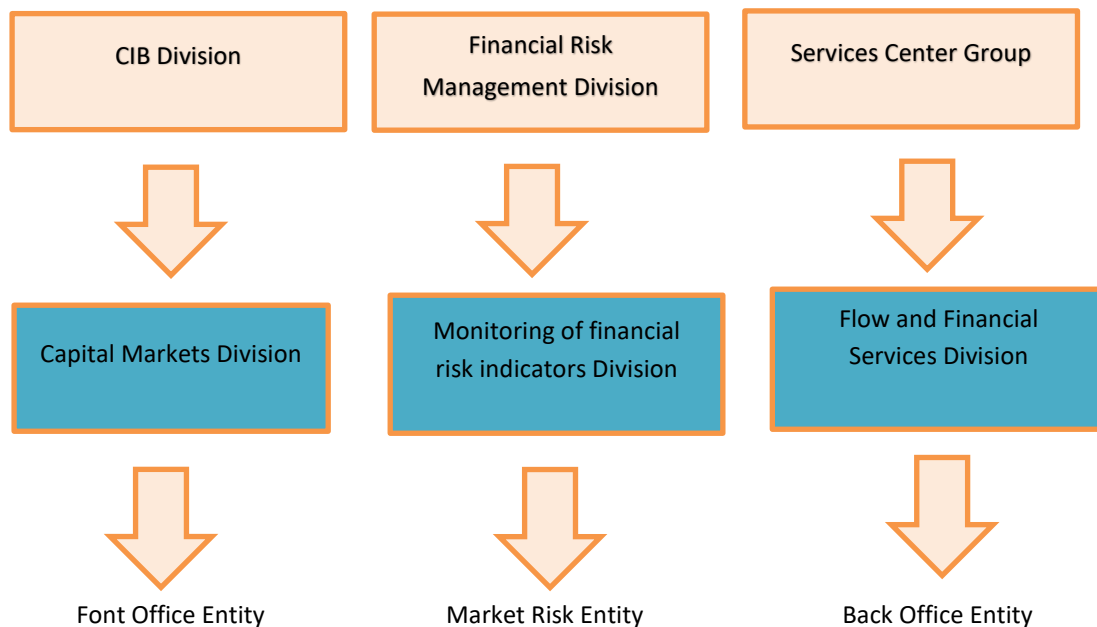 CIB Division
Financial Risk
Management Division
Services Center Group
Capital Markets Division
Monitoring of financial
risk indicators Division
Flow and Financial
Services Division
Font Office Entity
Market Risk Entity
Back Office Entity